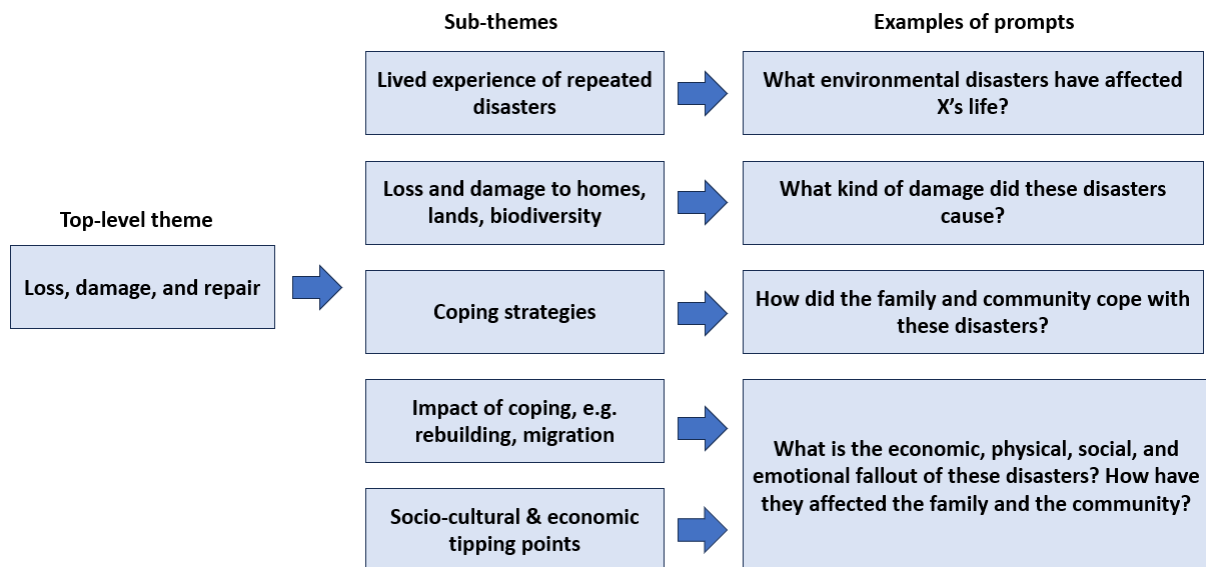 Sub-themes
Examples of prompts
Lived experience of repeated
disasters
What environmental disasters have affected
X’s life?
Loss and damage to homes,
lands, biodiversity
What kind of damage did these disasters
cause?
Top-level theme
Loss, damage, and repair
Coping strategies
How did the family and community cope with
these disasters?
Impact of coping, e.g.
rebuilding, migration
What is the economic, physical, social, and
emotional fallout of these disasters? How have
they affected the family and the community?
Socio-cultural & economic
tipping points